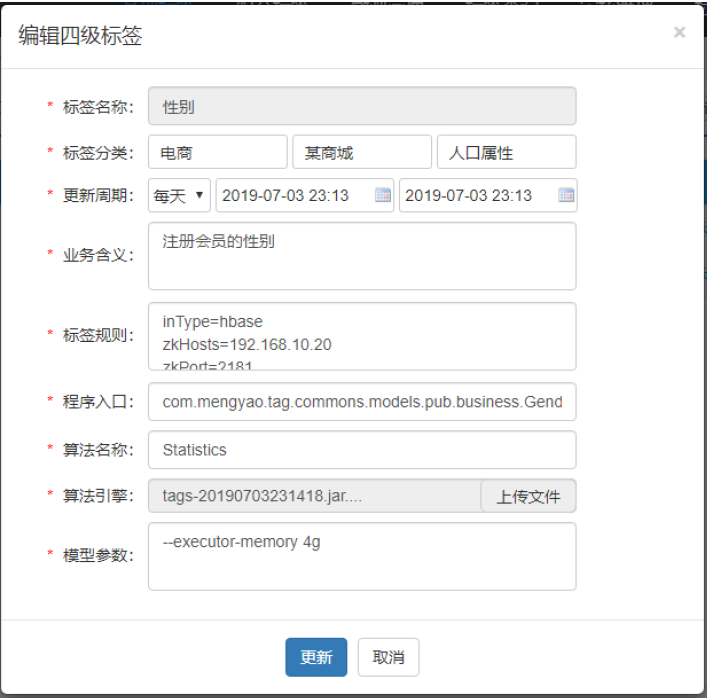 编辑四级标签 ×
* 标签名称： 性别
* 标签分类： 电商 某商城 人口属性
* 更新周期： 每天 ▼ 2019-07-03 23:13 2019-07-03 23:13
* 业务含义： 注册会员的性别
* 标签规则： inType=hbase
zkHosts=192.168.10.20
zkPort=2181
* 程序入口： com.mengyao.tag.commons.models.pub.business.Gend
* 算法名称： Statistics
* 算法引擎： tags-20190703231418.jar.... 上传文件
* 模型参数： --executor-memory 4g
更新 取消